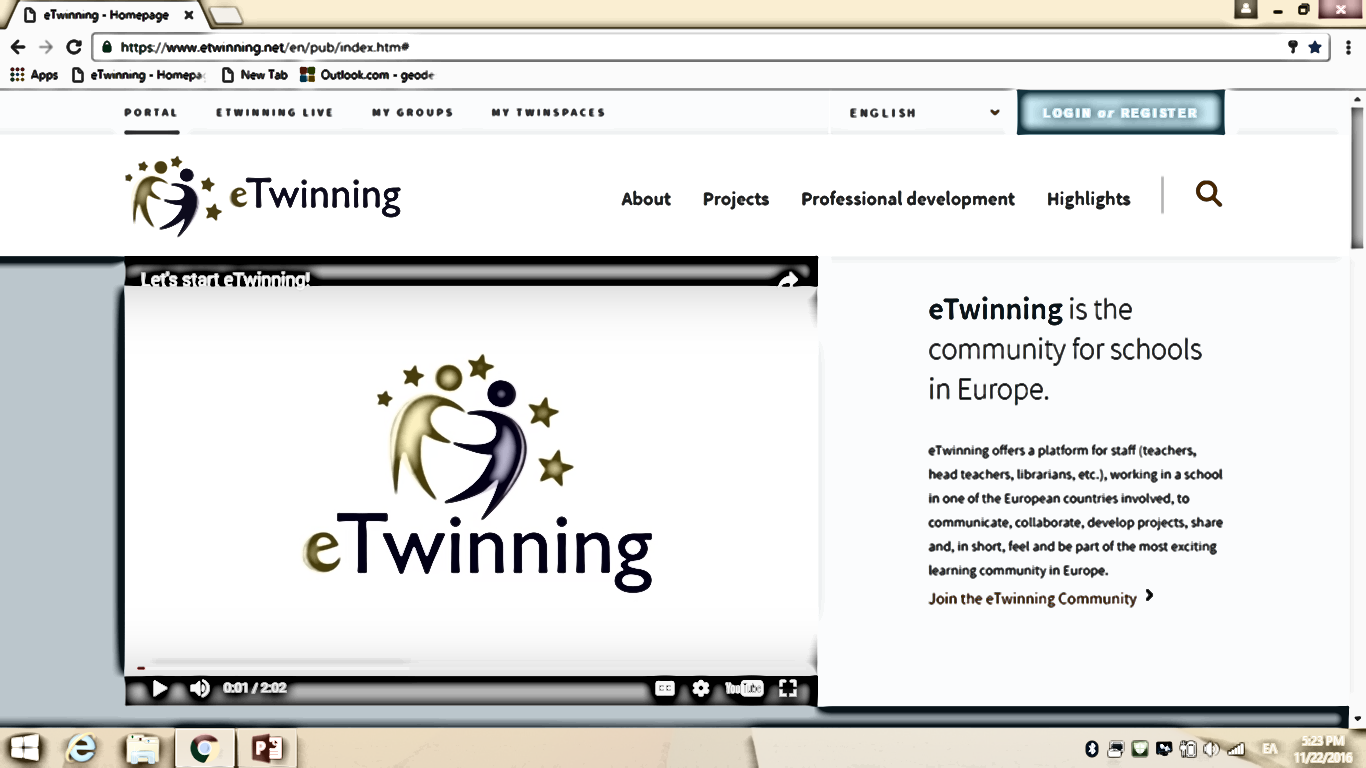 eTwinning - Homepage
https://www.etwinning.net/en/pub/index.htm#
Apps eTwinning - Homepa New Tab Outlook.com - geode
PORTAL ETWINNING LIVE MY GROUPS MY TWINSPACES ENGLISH LOGIN or REGISTER
eTwinning
About Projects Professional development Highlights
Let's start eTwinning!
eTwinning
0:01 / 2:02 CC YouTube
eTwinning is the
community for schools
in Europe.
eTwinning offers a platform for staff (teachers,
head teachers, librarians, etc.), working in a school
in one of the European countries involved, to
communicate, collaborate, develop projects, share
and, in short, feel and be part of the most exciting
learning community in Europe.
Join the eTwinning Community
ΕΛ
5:23 PM
11/22/2016